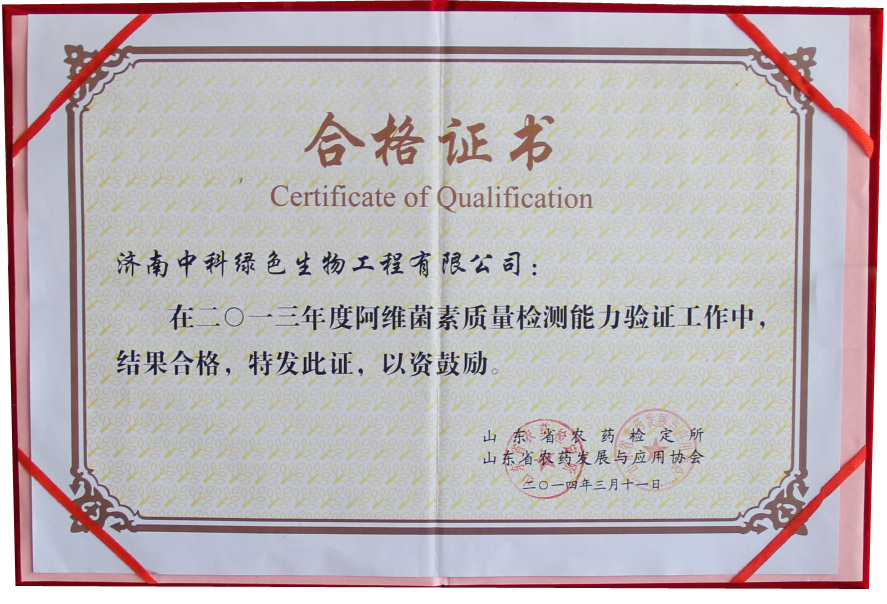 合格证书
Certificate of Qualification
济南中科绿色生物工程有限公司：
在二〇一三年度阿维菌素质量检测能力验证工作中，
结果合格，特发此证，以资鼓励。
山东省农药检定所
山东省农药发展与应用协会
二〇一四年三月十一日